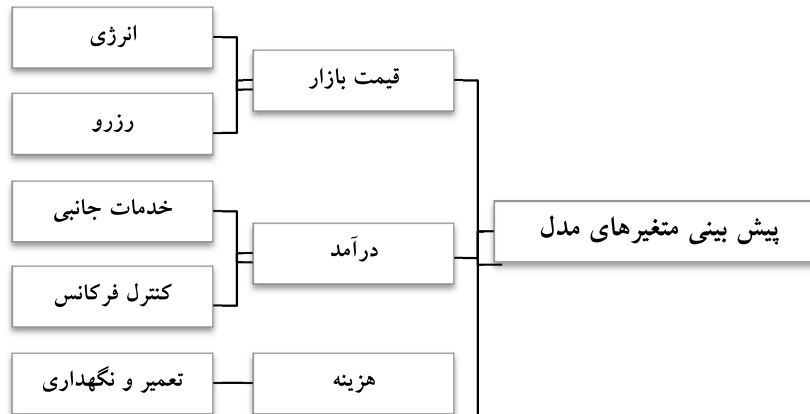 پیش بینی متغیرهای مدل
قیمت بازار
انرژی
رزرو
درآمد
خدمات جانبی
کنترل فرکانس
هزینه
تعمیر و نگهداری